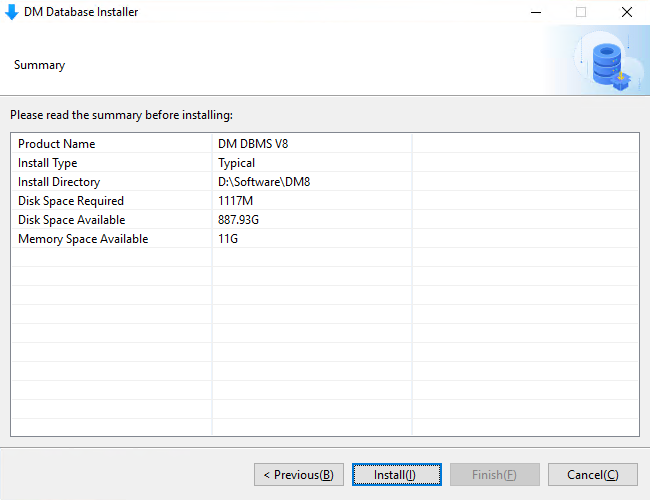 DM Database Installer
Summary
Please read the summary before installing:
Product Name DM DBMS V8
Install Type Typical
Install Directory D:\Software\DM8
Disk Space Required 1117M
Disk Space Available 887.93G
Memory Space Available 11G
< Previous(B) Install(I) Finish(F) Cancel(C)